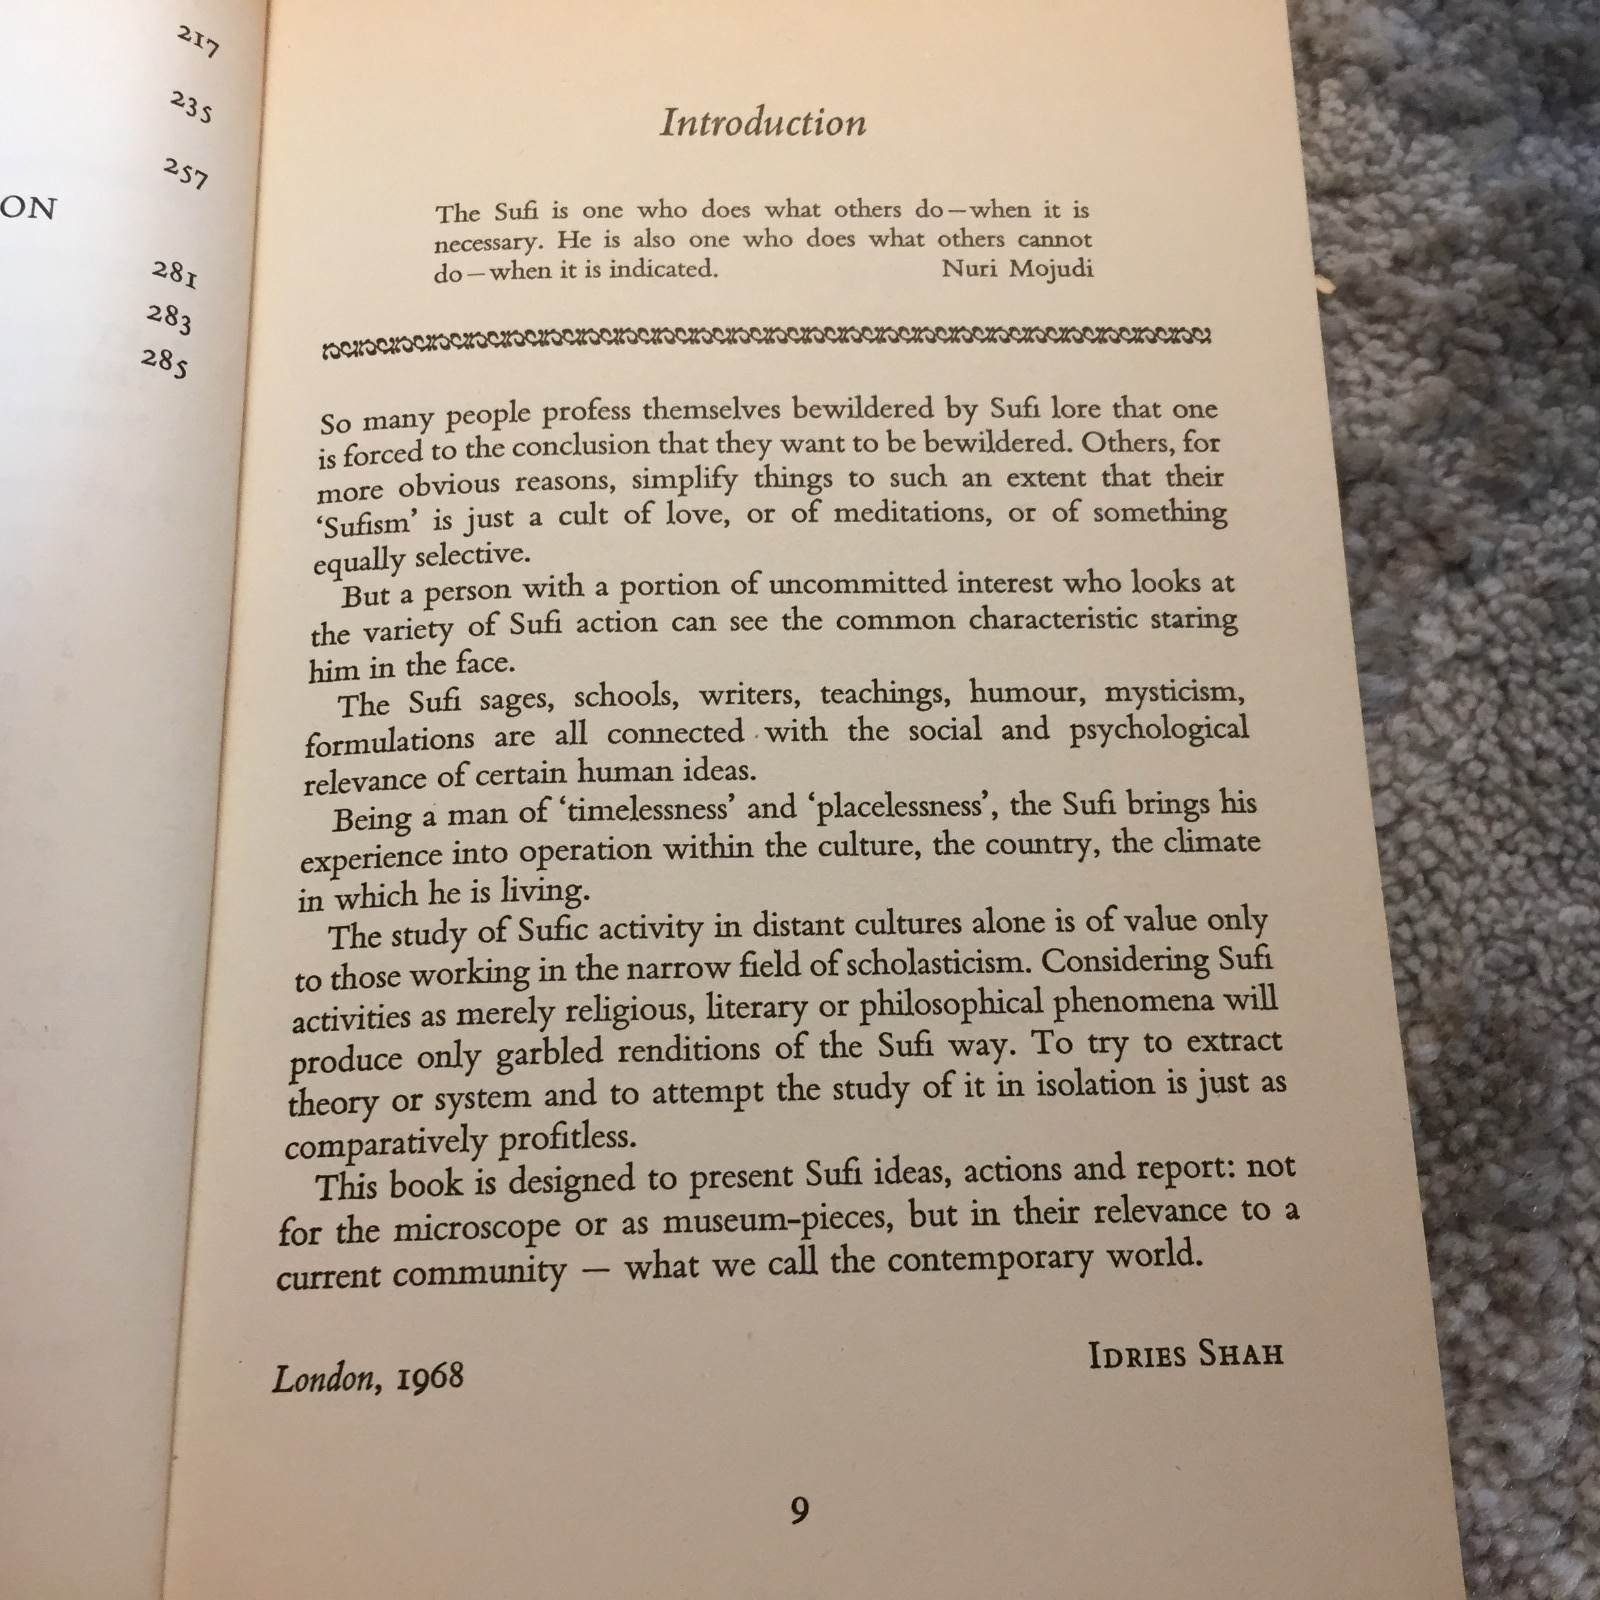 217
235
257
ON
281
283
285
Introduction
The Sufi is one who does what others do—when it is
necessary. He is also one who does what others cannot
do—when it is indicated. Nuri Mojudi
So many people profess themselves bewildered by Sufi lore that one
is forced to the conclusion that they want to be bewildered. Others, for
more obvious reasons, simplify things to such an extent that their
‘Sufism’ is just a cult of love, or of meditations, or of something
equally selective.
But a person with a portion of uncommitted interest who looks at
the variety of Sufi action can see the common characteristic staring
him in the face.
The Sufi sages, schools, writers, teachings, humour, mysticism,
formulations are all connected with the social and psychological
relevance of certain human ideas.
Being a man of ‘timelessness’ and ‘placelessness’, the Sufi brings his
experience into operation within the culture, the country, the climate
in which he is living.
The study of Sufic activity in distant cultures alone is of value only
to those working in the narrow field of scholasticism. Considering Sufi
activities as merely religious, literary or philosophical phenomena will
produce only garbled renditions of the Sufi way. To try to extract
theory or system and to attempt the study of it in isolation is just as
comparatively profitless.
This book is designed to present Sufi ideas, actions and report: not
for the microscope or as museum-pieces, but in their relevance to a
current community — what we call the contemporary world.
IDRIES SHAH
London, 1968
9